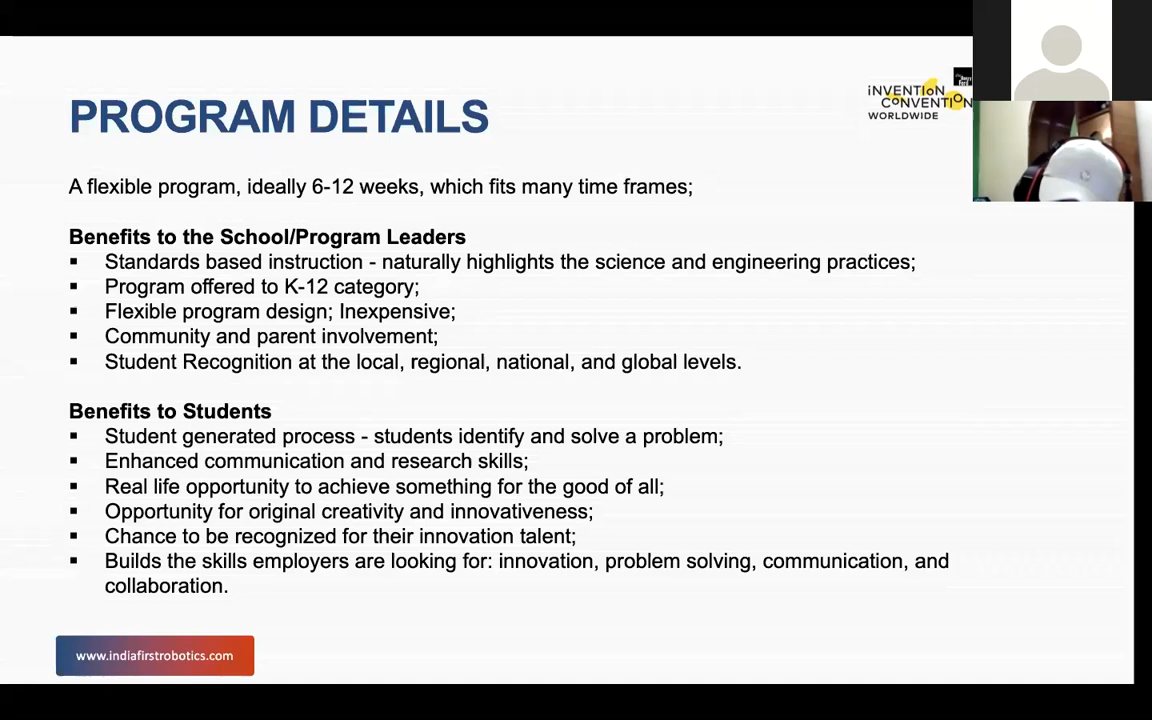 PROGRAM DETAILS
INVENTION
CONVENTION
WORLDWIDE
A flexible program, ideally 6-12 weeks, which fits many time frames;
Benefits to the School/Program Leaders
▪ Standards based instruction - naturally highlights the science and engineering practices;
▪ Program offered to K-12 category;
▪ Flexible program design; Inexpensive;
▪ Community and parent involvement;
▪ Student Recognition at the local, regional, national, and global levels.
Benefits to Students
▪ Student generated process - students identify and solve a problem;
▪ Enhanced communication and research skills;
▪ Real life opportunity to achieve something for the good of all;
▪ Opportunity for original creativity and innovativeness;
▪ Chance to be recognized for their innovation talent;
▪ Builds the skills employers are looking for: innovation, problem solving, communication, and
collaboration.
www.indiafirstrobotics.com